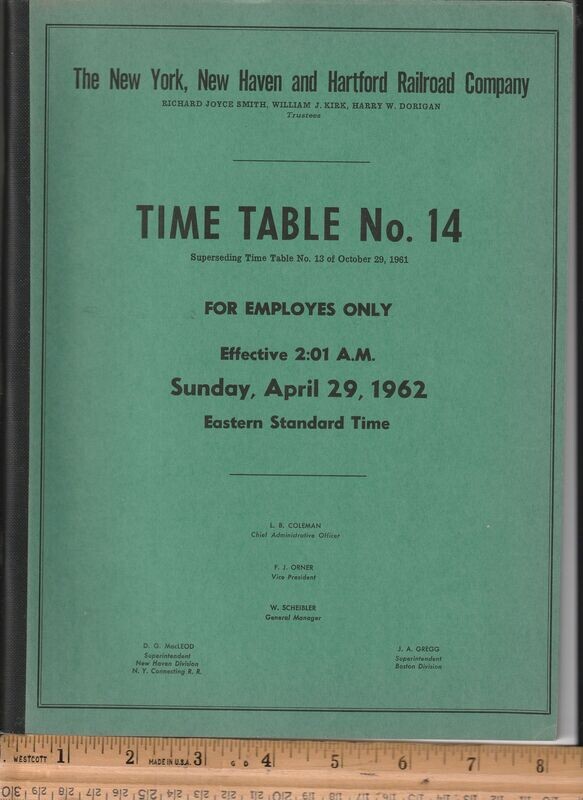 The New York, New Haven and Hartford Railroad Company
RICHARD JOYCE SMITH, WILLIAM J. KIRK, HARRY W. DORIGAN
Trustees
TIME TABLE No. 14
Superseding Time Table No. 13 of October 29, 1961
FOR EMPLOYES ONLY
Effective 2:01 A.M.
Sunday, April 29, 1962
Eastern Standard Time
L. B. COLEMAN
Chief Administrative Officer
F. J. ORNER
Vice President
W. SCHEIBLER
General Manager
D. G. MacLEOD
Superintendent
New Haven Division
N. Y. Connecting R. R.
J. A. GREGG
Superintendent
Boston Division
WESTCOTT 1 2 MADE IN U.S.A. 3 4 5 6 7 8